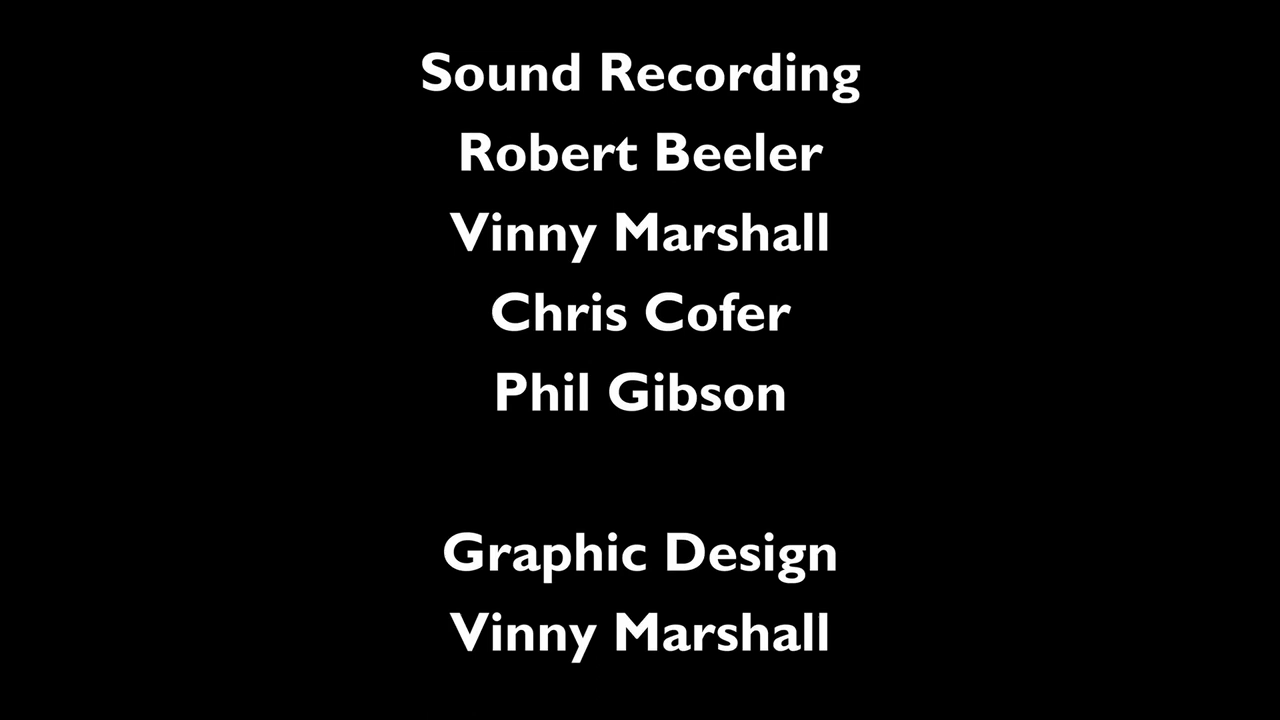 Sound Recording
Robert Beeler
Vinny Marshall
Chris Cofer
Phil Gibson
Graphic Design
Vinny Marshall